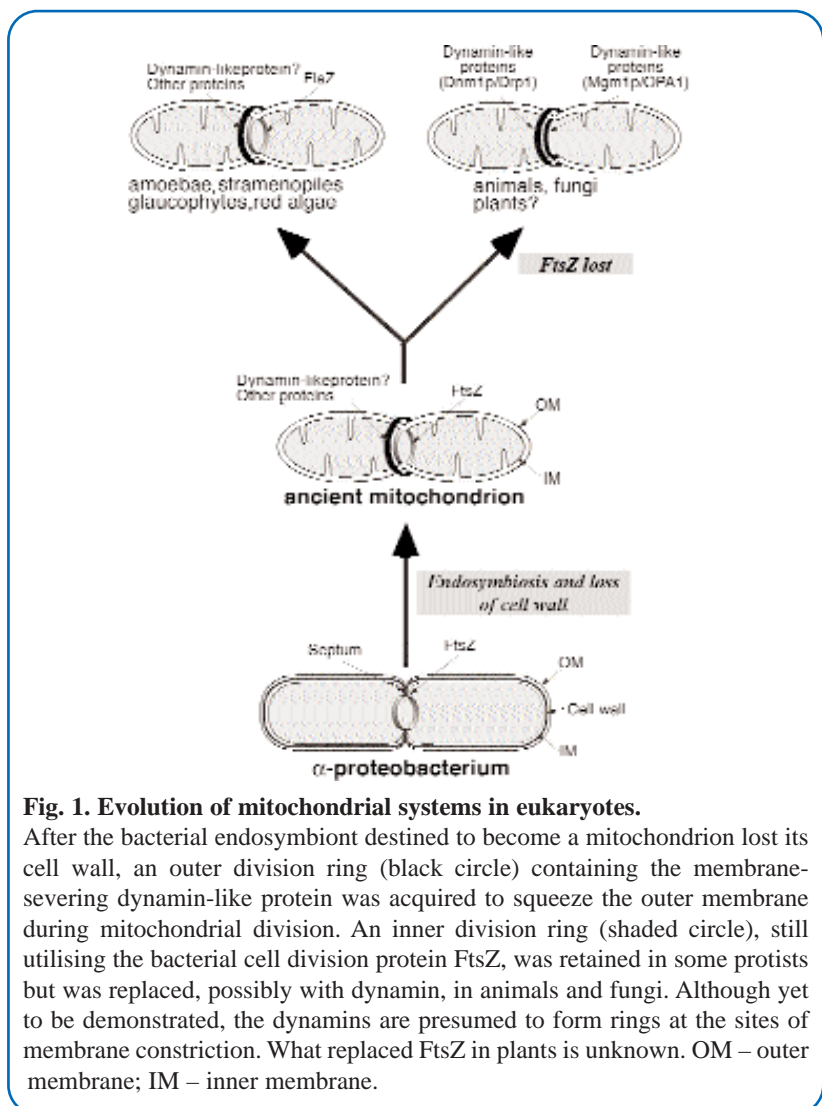 Dynamin-like
proteins
(Dnm1p/Drp1)
Dynamin-like
proteins
(Mgm1p/OPA1)
Dynamin-likeprotein?
Other proteins
FtsZ
amoebae, stramenopiles
glaucophytes, red algae
animals, fungi
plants?
FtsZ lost
Dynamin-likeprotein?
Other proteins
FtsZ
OM
IM
ancient mitochondrion
Endosymbiosis and loss
of cell wall
Septum
FtsZ
OM
Cell wall
IM
α-proteobacterium
Fig. 1. Evolution of mitochondrial systems in eukaryotes.
After the bacterial endosymbiont destined to become a mitochondrion lost its
cell wall, an outer division ring (black circle) containing the membrane-
severing dynamin-like protein was acquired to squeeze the outer membrane
during mitochondrial division. An inner division ring (shaded circle), still
utilising the bacterial cell division protein FtsZ, was retained in some protists
but was replaced, possibly with dynamin, in animals and fungi. Although yet
to be demonstrated, the dynamins are presumed to form rings at the sites of
membrane constriction. What replaced FtsZ in plants is unknown. OM – outer
membrane; IM – inner membrane.